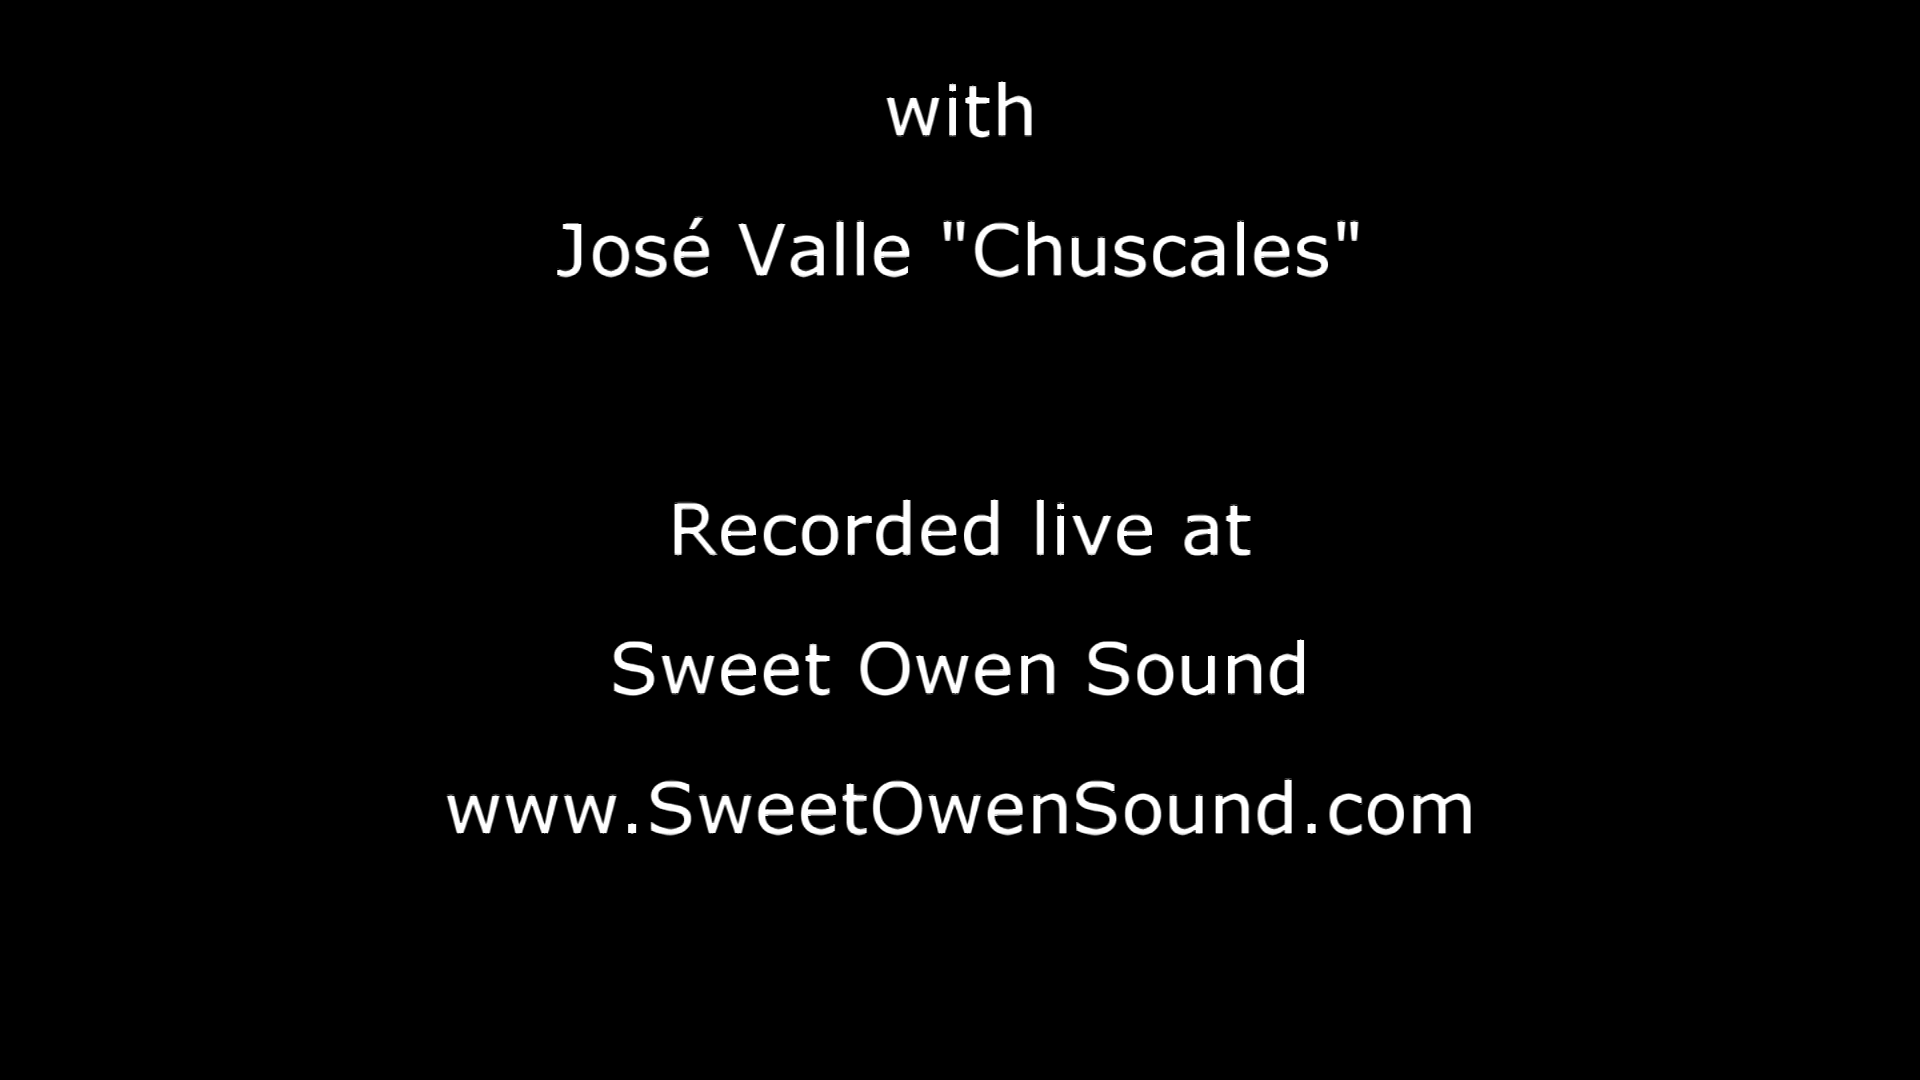 with
José Valle "Chuscales"
Recorded live at
Sweet Owen Sound
www.SweetOwenSound.com